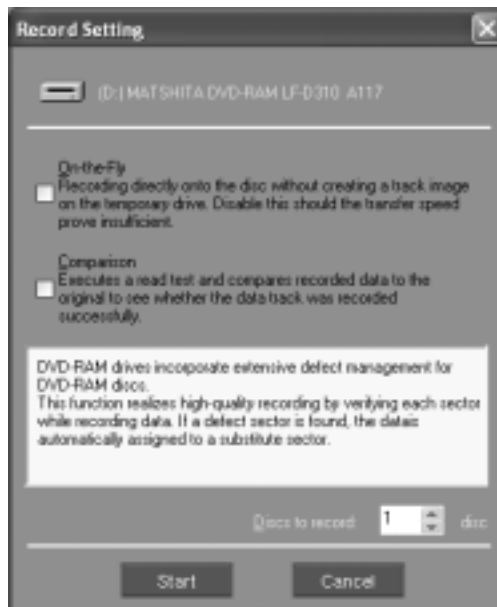 Record Setting
(D:) MATSHITA DVD-RAM LF-D310 A117
On-the-Fly
Recording directly onto the disc without creating a track image
on the temporary drive. Disable this should the transfer speed
prove insufficient.
Comparison
Executes a read test and compares recorded data to the
original to see whether the data track was recorded
successfully.
DVD-RAM drives incorporate extensive defect management for
DVD-RAM discs.
This function realizes high-quality recording by verifying each sector
while recording data. If a defect sector is found, the datais
automatically assigned to a substitute sector.
Discs to record: 1 disc
Start Cancel